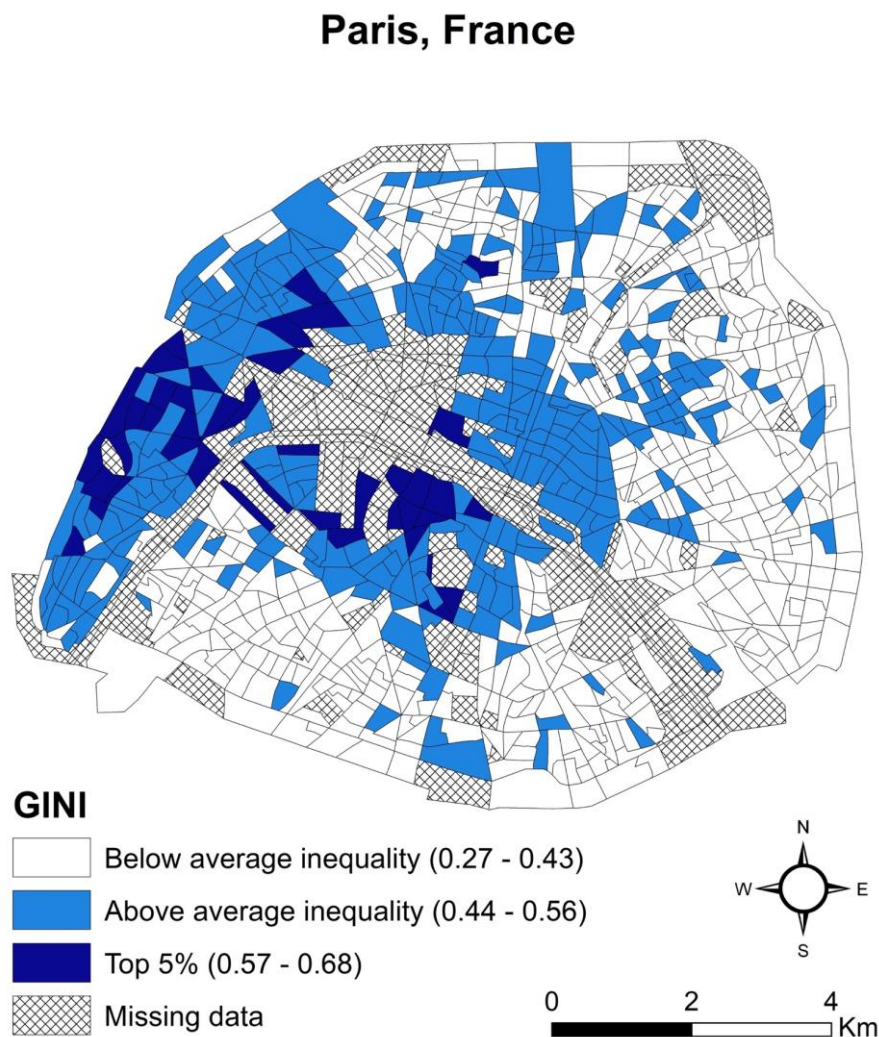 Paris, France
GINI
Below average inequality (0.27 - 0.43)
Above average inequality (0.44 - 0.56)
Top 5% (0.57 - 0.68)
Missing data
N
W E
S
0 2 4
Km